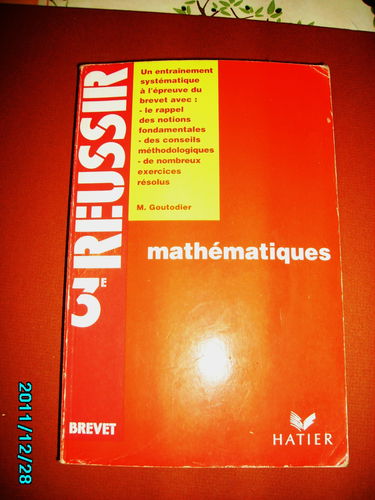 3E REUSSIR
Un entraînement
systématique
à l'épreuve du
brevet avec :
- le rappel
des notions
fondamentales
- des conseils
méthodologiques
- de nombreux
exercices
résolus
M. Goutodier
mathématiques
BREVET
HATIER
2011/12/28